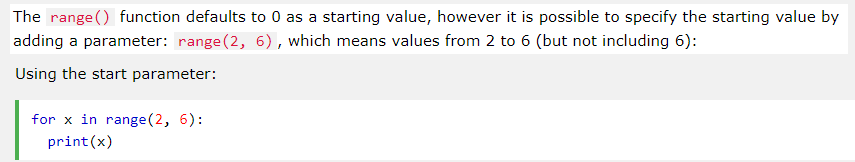 The range() function defaults to 0 as a starting value, however it is possible to specify the starting value by
adding a parameter: range(2, 6), which means values from 2 to 6 (but not including 6):
Using the start parameter:
for x in range(2, 6):
  print(x)